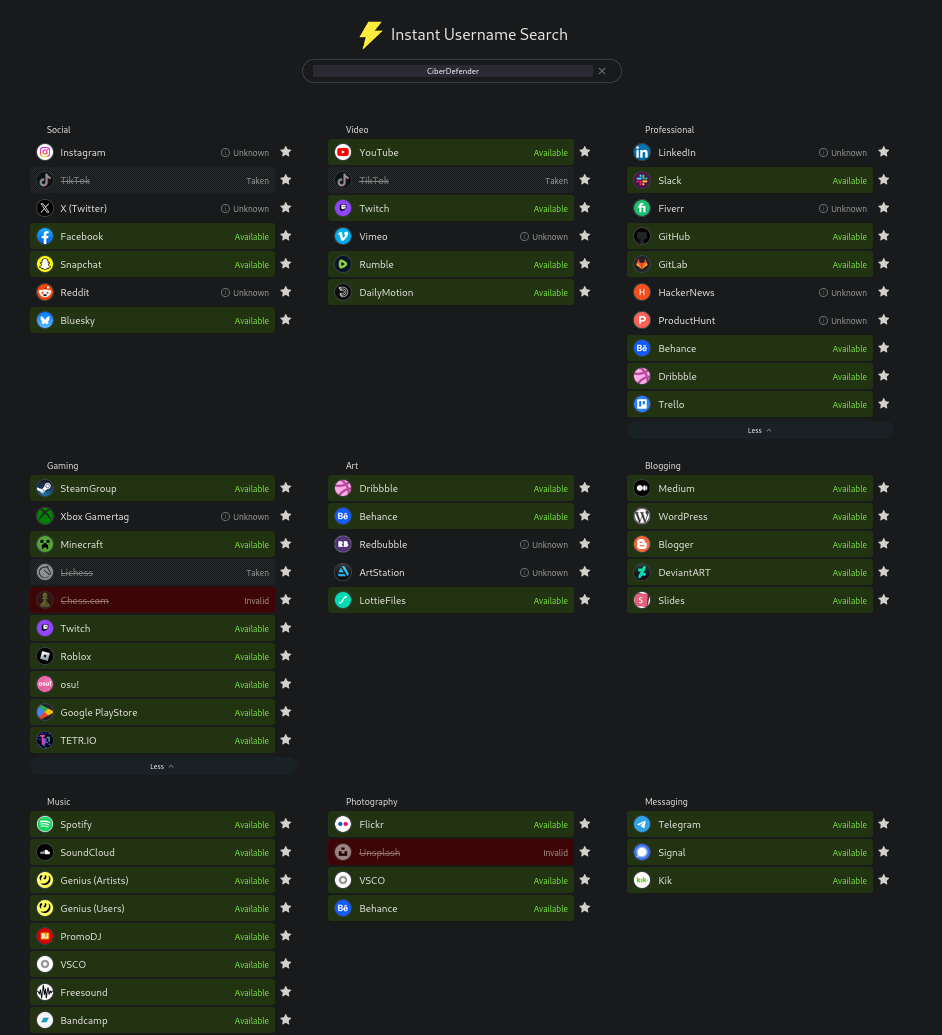 Instant Username Search
CiberDefender
Social
Instagram Unknown
TikTok Taken
X (Twitter) Unknown
Facebook Available
Snapchat Available
Reddit Unknown
Bluesky Available
Video
YouTube Available
TikTok Taken
Twitch Available
Vimeo Unknown
Rumble Available
DailyMotion Available
Professional
LinkedIn Unknown
Slack Available
Fiverr Unknown
GitHub Available
GitLab Available
HackerNews Unknown
ProductHunt Unknown
Behance Available
Dribbble Available
Trello Available
Less
Gaming
SteamGroup Available
Xbox Gamertag Unknown
Minecraft Available
Lichess Taken
Chess.com Invalid
Twitch Available
Roblox Available
osu! Available
Google PlayStore Available
TETR.IO Available
Less
Art
Dribbble Available
Behance Available
Redbubble Unknown
ArtStation Unknown
LottieFiles Available
Blogging
Medium Available
WordPress Available
Blogger Available
DeviantART Available
Slides Available
Music
Spotify Available
SoundCloud Available
Genius (Artists) Available
Genius (Users) Available
PromoDJ Available
VSCO Available
Freesound Available
Bandcamp Available
Photography
Flickr Available
Unsplash Invalid
VSCO Available
Behance Available
Messaging
Telegram Available
Signal Available
Kik Available